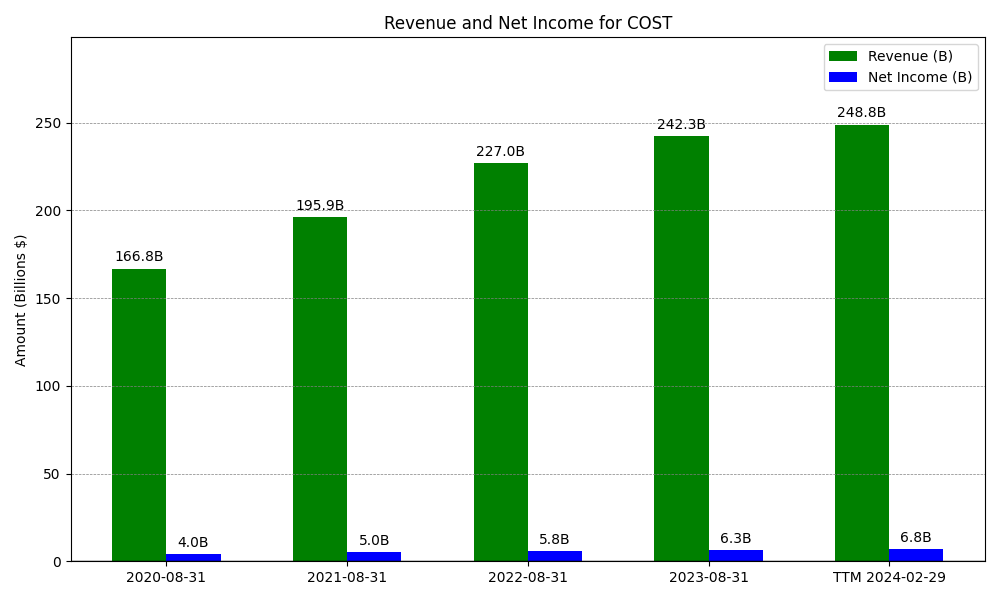 Revenue and Net Income for COST
Revenue (B)
Net Income (B)
Amount (Billions $)
250
200
150
100
50
0
166.8B
4.0B
195.9B
5.0B
227.0B
5.8B
242.3B
6.3B
248.8B
6.8B
2020-08-31
2021-08-31
2022-08-31
2023-08-31
TTM 2024-02-29